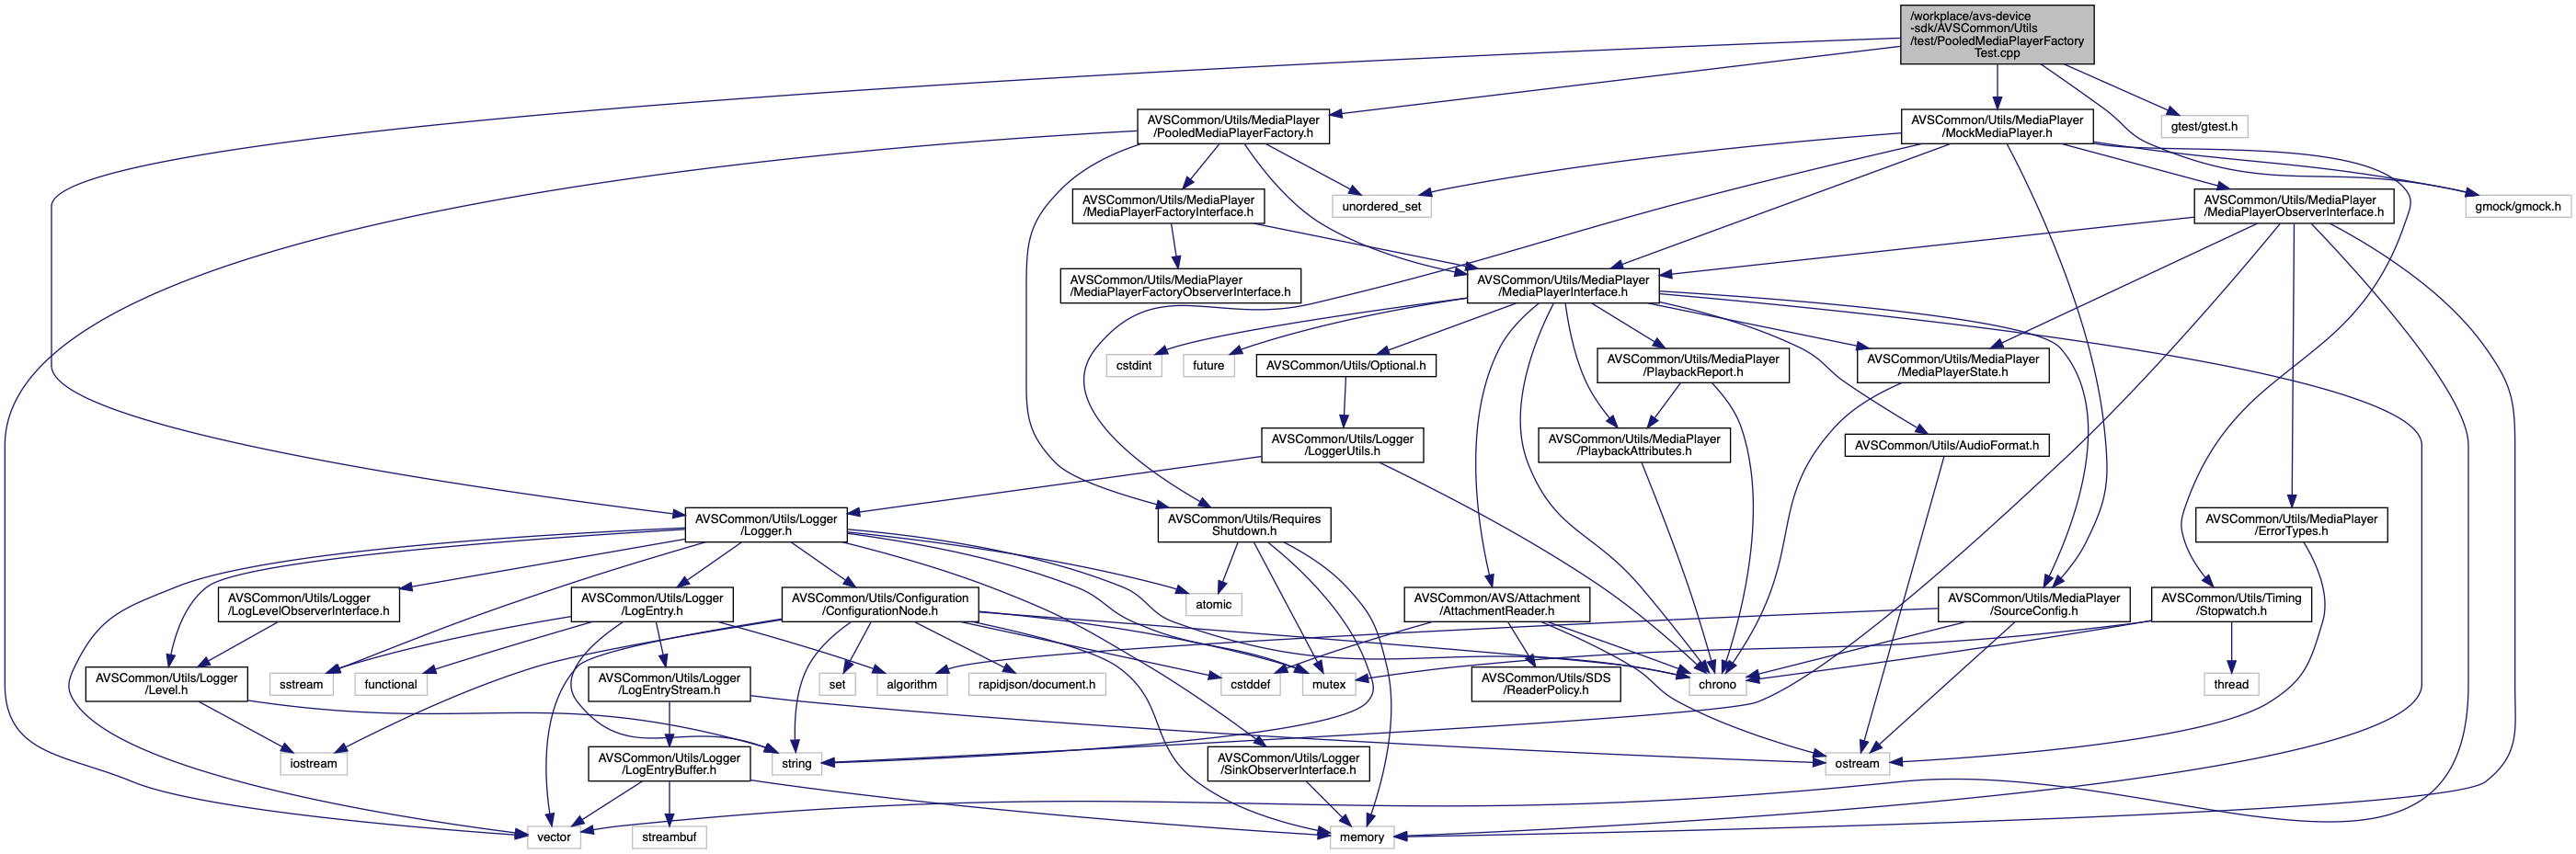 /workplace/avs-device
-sdk/AVSCommon/Utils
/test/PooledMediaPlayerFactory
Test.cpp
AVSCommon/Utils/MediaPlayer
/PooledMediaPlayerFactory.h
AVSCommon/Utils/MediaPlayer
/MockMediaPlayer.h
gtest/gtest.h
AVSCommon/Utils/MediaPlayer
/MediaPlayerFactoryInterface.h
unordered_set
AVSCommon/Utils/MediaPlayer
/MediaPlayerObserverInterface.h
gmock/gmock.h
AVSCommon/Utils/MediaPlayer
/MediaPlayerFactoryObserverInterface.h
AVSCommon/Utils/MediaPlayer
/MediaPlayerInterface.h
cstdint
future
AVSCommon/Utils/Optional.h
AVSCommon/Utils/MediaPlayer
/PlaybackReport.h
AVSCommon/Utils/MediaPlayer
/MediaPlayerState.h
AVSCommon/Utils/Logger
/LoggerUtils.h
AVSCommon/Utils/MediaPlayer
/PlaybackAttributes.h
AVSCommon/Utils/AudioFormat.h
AVSCommon/Utils/Logger
/Logger.h
AVSCommon/Utils/Requires
Shutdown.h
AVSCommon/Utils/MediaPlayer
/ErrorTypes.h
AVSCommon/Utils/Logger
/LogLevelObserverInterface.h
AVSCommon/Utils/Logger
/LogEntry.h
AVSCommon/Utils/Configuration
/ConfigurationNode.h
atomic
AVSCommon/AVS/Attachment
/AttachmentReader.h
AVSCommon/Utils/MediaPlayer
/SourceConfig.h
AVSCommon/Utils/Timing
/Stopwatch.h
AVSCommon/Utils/Logger
/Level.h
sstream
functional
AVSCommon/Utils/Logger
/LogEntryStream.h
set
algorithm
rapidjson/document.h
cstddef
mutex
AVSCommon/Utils/SDS
/ReaderPolicy.h
chrono
thread
iostream
AVSCommon/Utils/Logger
/LogEntryBuffer.h
string
AVSCommon/Utils/Logger
/SinkObserverInterface.h
ostream
vector
streambuf
memory